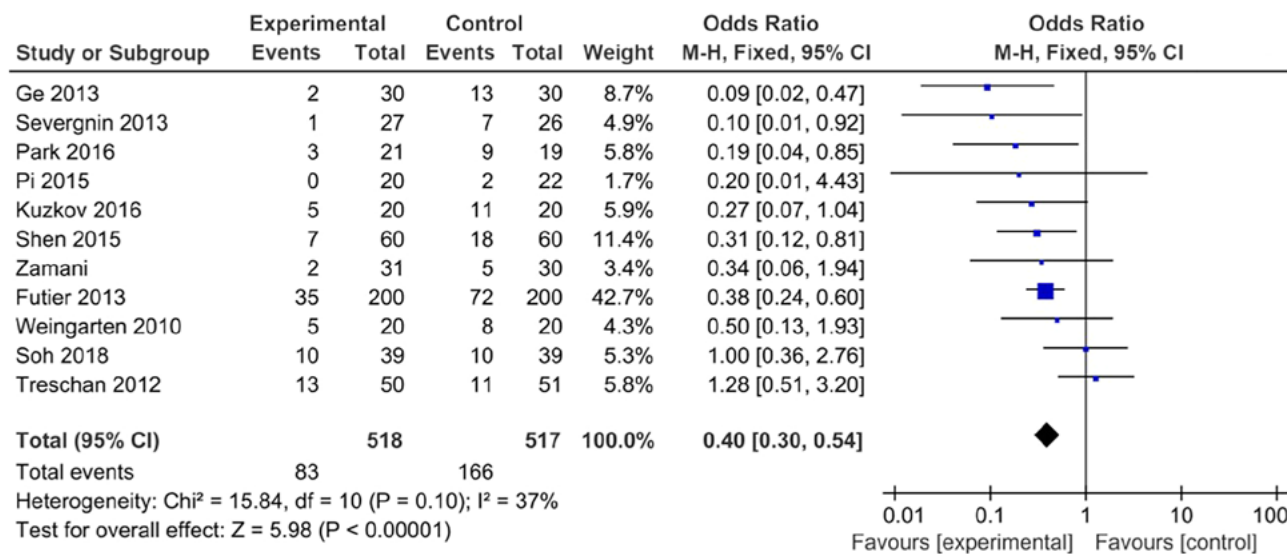 Experimental Control Odds Ratio Odds Ratio
Study or Subgroup Events Total Events Total Weight M-H, Fixed, 95% CI M-H, Fixed, 95% CI
Ge 2013 2 30 13 30 8.7% 0.09 [0.02, 0.47]
Severgnin 2013 1 27 7 26 4.9% 0.10 [0.01, 0.92]
Park 2016 3 21 9 19 5.8% 0.19 [0.04, 0.85]
Pi 2015 0 20 2 22 1.7% 0.20 [0.01, 4.43]
Kuzkov 2016 5 20 11 20 5.9% 0.27 [0.07, 1.04]
Shen 2015 7 60 18 60 11.4% 0.31 [0.12, 0.81]
Zamani 2 31 5 30 3.4% 0.34 [0.06, 1.94]
Futier 2013 35 200 72 200 42.7% 0.38 [0.24, 0.60]
Weingarten 2010 5 20 8 20 4.3% 0.50 [0.13, 1.93]
Soh 2018 10 39 10 39 5.3% 1.00 [0.36, 2.76]
Treschan 2012 13 50 11 51 5.8% 1.28 [0.51, 3.20]
Total (95% CI) 518 517 100.0% 0.40 [0.30, 0.54]
Total events 83 166
Heterogeneity: Chi² = 15.84, df = 10 (P = 0.10); I² = 37%
Test for overall effect: Z = 5.98 (P < 0.00001)
0.01 0.1 1 10 100
Favours [experimental] Favours [control]